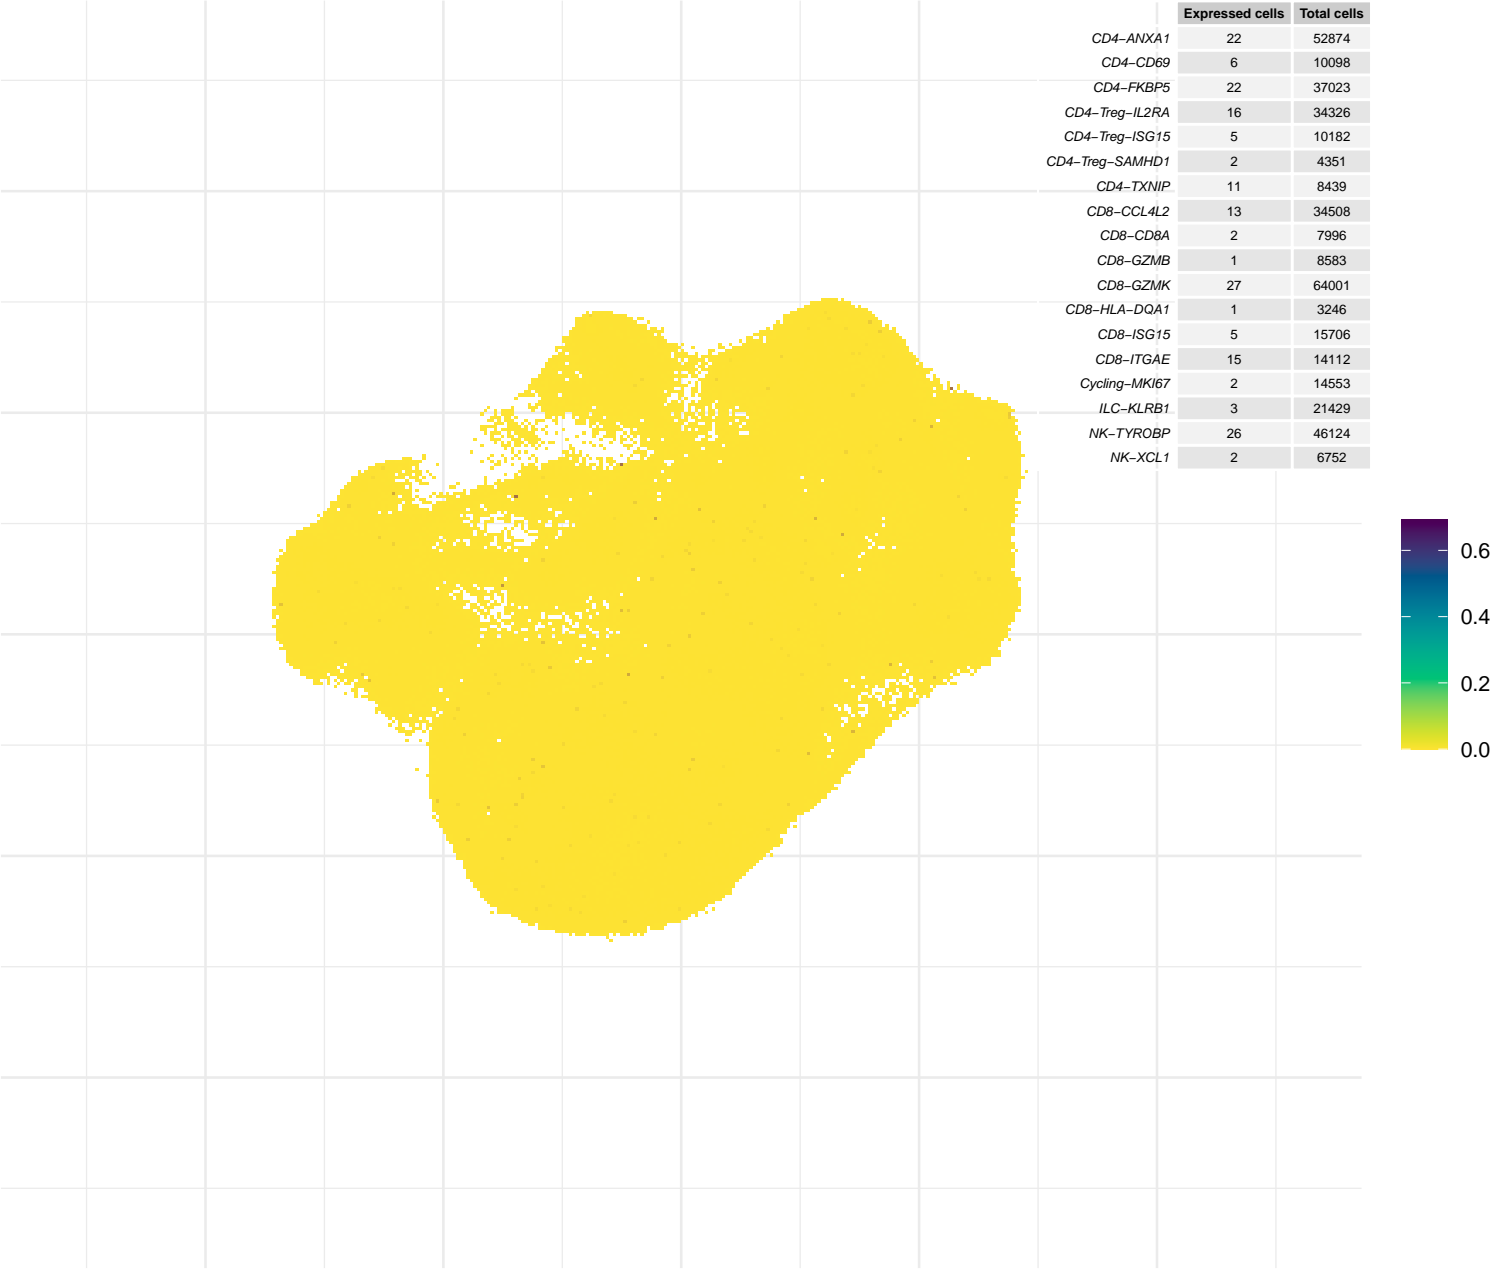 Expressed cells Total cells
CD4−ANXA1 22 52874
CD4−CD69 6 10098
CD4−FKBP5 22 37023
CD4−Treg−IL2RA 16 34326
CD4−Treg−ISG15 5 10182
CD4−Treg−SAMHD1 2 4351
CD4−TXNIP 11 8439
CD8−CCL4L2 13 34508
CD8−CD8A 2 7996
CD8−GZMB 1 8583
CD8−GZMK 27 64001
CD8−HLA−DQA1 1 3246
CD8−ISG15 5 15706
CD8−ITGAE 15 14112
Cycling−MKI67 2 14553
ILC−KLRB1 3 21429
NK−TYROBP 26 46124
NK−XCL1 2 6752
0.6
0.4
0.2
0.0